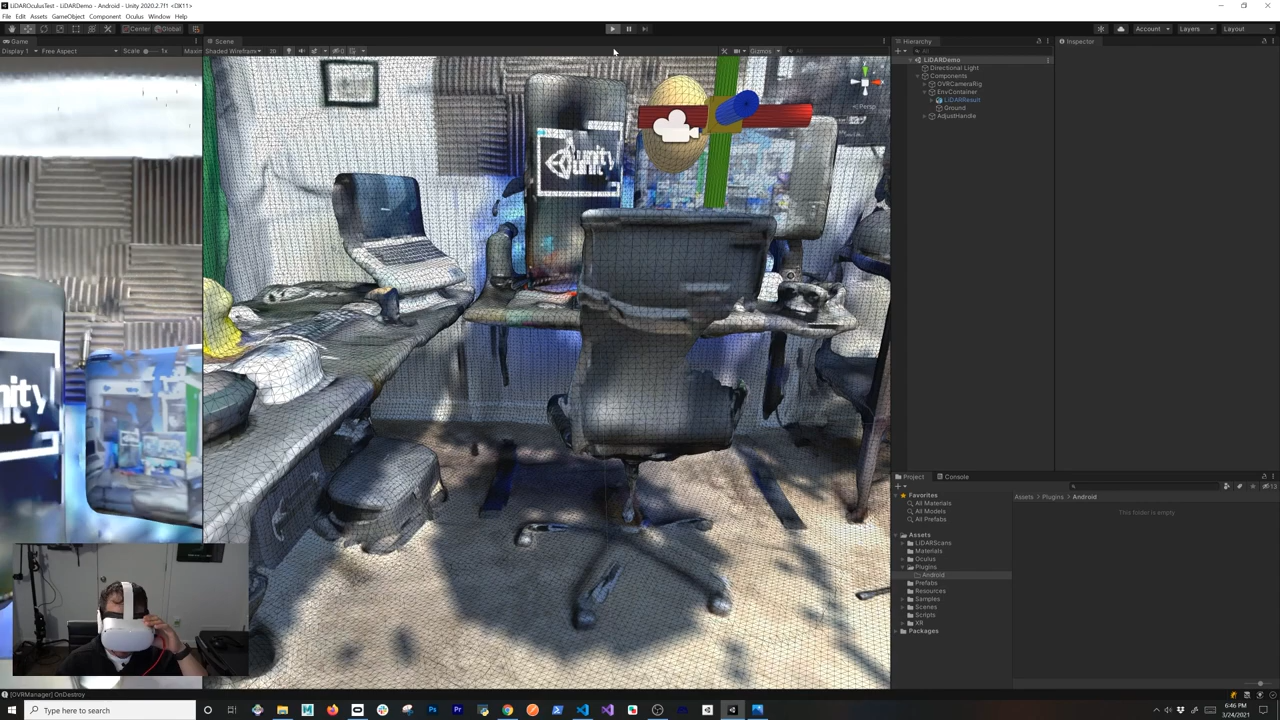 LiDAROculusTest - LiDARDemo - Android - Unity 2020.2.7f1 <DX11>
File Edit Assets GameObject Component Oculus Window Help
Center Global Account Layers Layout
Game Scene Hierarchy Inspector
Display 1 Free Aspect Scale 1x Shaded Wireframe 2D Gizmos All All
LiDARDemo
Directional Light
Components
OVRCameraRig
EnvContainer
LiDARResult
Ground
AdjustHandle
Persp
unity
Project Console
Favorites
All Materials
All Models
All Prefabs
Assets
LiDARScans
Materials
Oculus
Plugins
Android
Prefabs
Resources
Samples
Scenes
Scripts
XR
Packages
Assets > Plugins > Android
This folder is empty
[OVRManager] OnDestroy
Type here to search
6:46 PM
3/24/2021